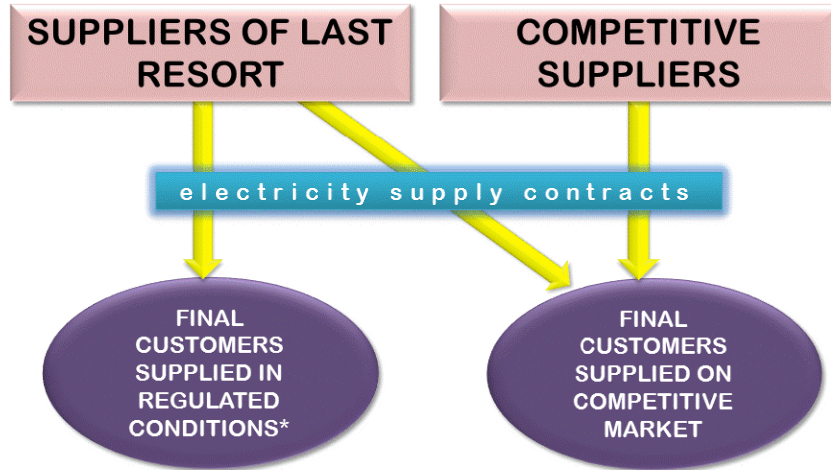 SUPPLIERS OF LAST
RESORT
COMPETITIVE
SUPPLIERS
electricity supply contracts
FINAL
CUSTOMERS
SUPPLIED IN
REGULATED
CONDITIONS*
FINAL
CUSTOMERS
SUPPLIED ON
COMPETITIVE
MARKET